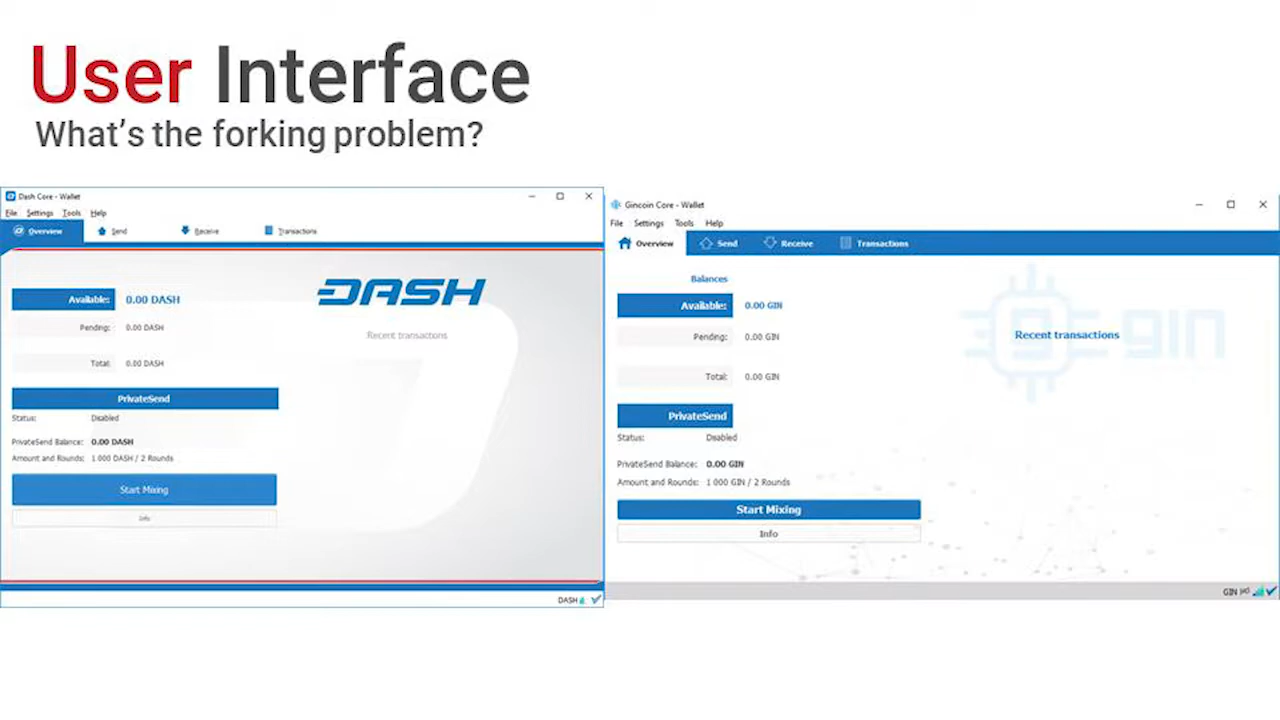 User Interface
What's the forking problem?
Dash Core - Wallet
File Settings Tools Help
Overview Send Receive Transactions
DASH
Available: 0.00 DASH
Recent transactions
Pending: 0.00 DASH
Total: 0.00 DASH
PrivateSend
Status: Disabled
PrivateSend Balance: 0.00 DASH
Amount and Rounds: 1 000 DASH / 2 Rounds
Start Mixing
Info
DASH
Gincoin Core - Wallet
File Settings Tools Help
Overview Send Receive Transactions
Balances
Available: 0.00 GIN
Pending: 0.00 GIN
Recent transactions
gin
Total: 0.00 GIN
PrivateSend
Status: Disabled
PrivateSend Balance: 0.00 GIN
Amount and Rounds: 1 000 GIN / 2 Rounds
Start Mixing
Info
GIN HD